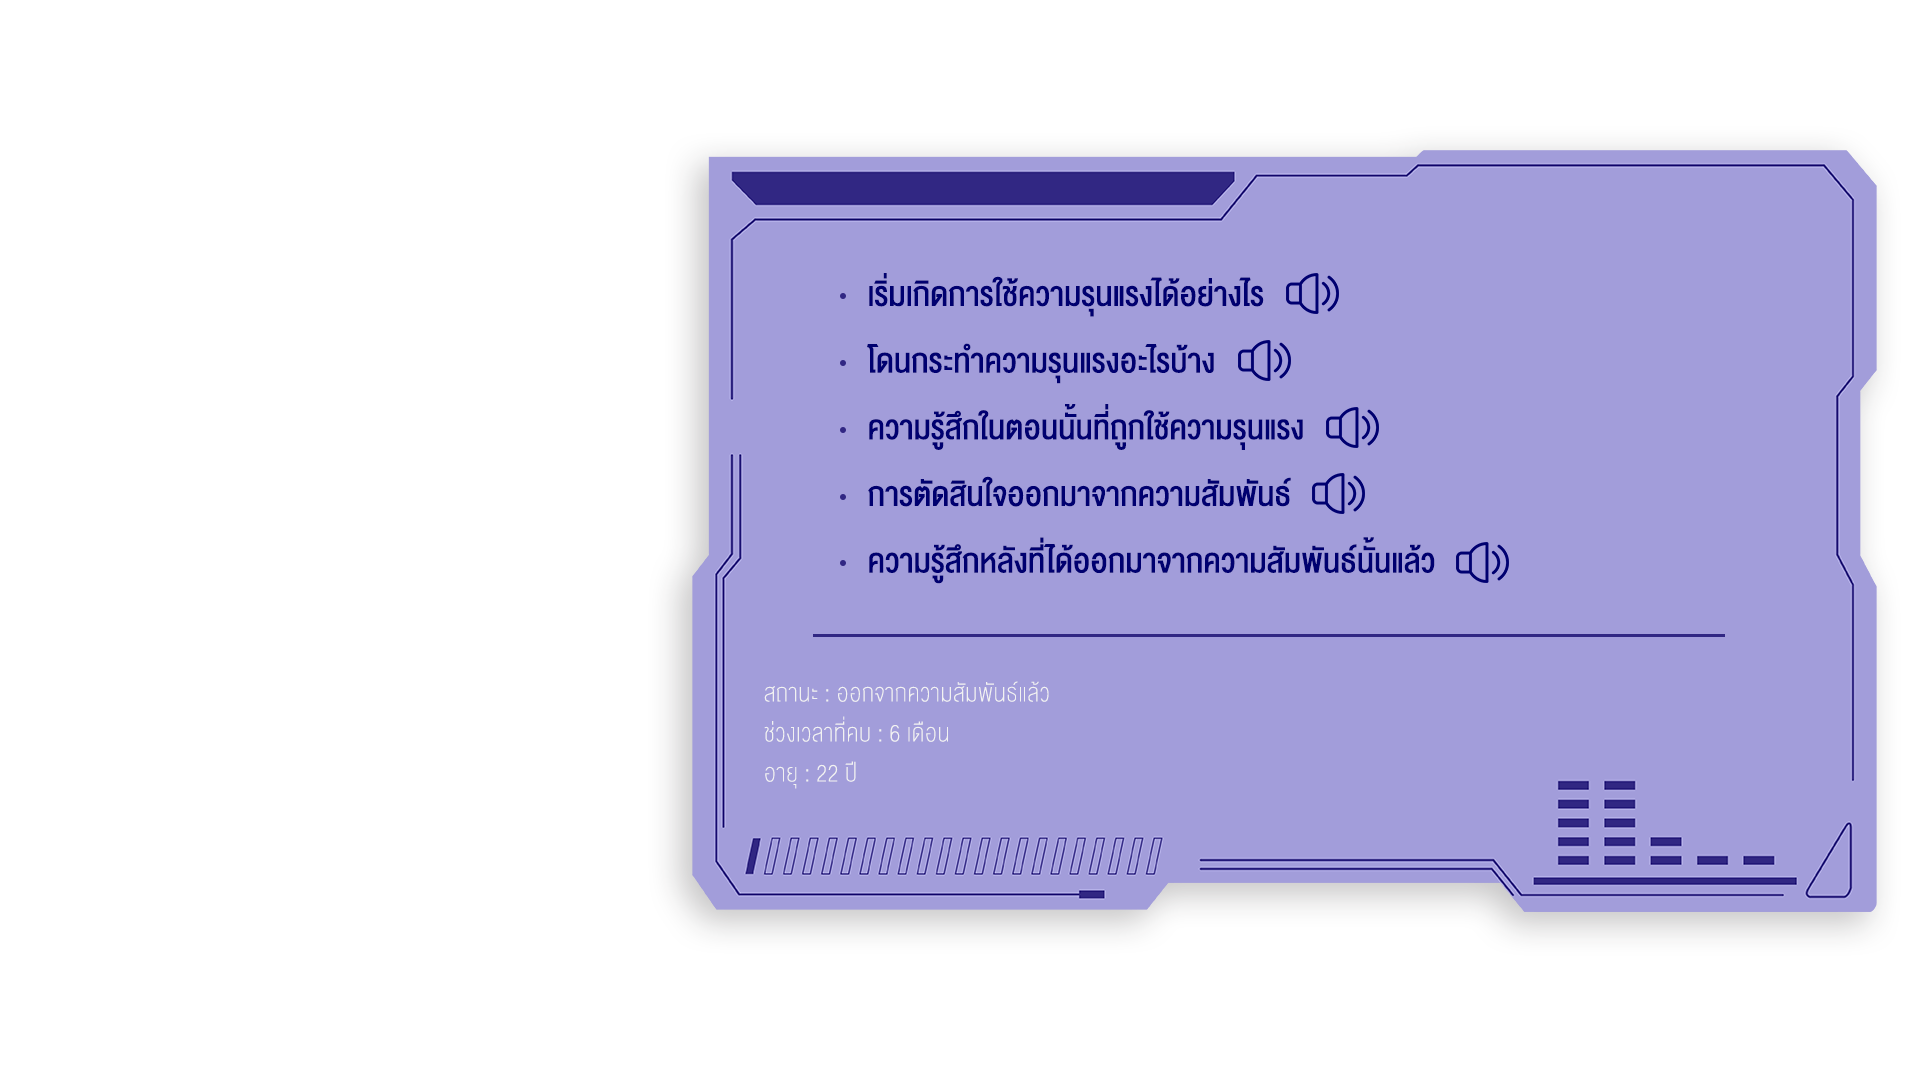 • เริ่มเกิดการใช้ความรุนแรงได้อย่างไร
• โดนกระทำความรุนแรงอะไรบ้าง
• ความรู้สึกในตอนนั้นที่ถูกใช้ความรุนแรง
• การตัดสินใจออกมาจากความสัมพันธ์
• ความรู้สึกหลังที่ได้ออกมาจากความสัมพันธ์นั้นแล้ว
สถานะ : ออกจากความสัมพันธ์แล้ว
ช่วงเวลาที่คบ : 6 เดือน
อายุ : 22 ปี